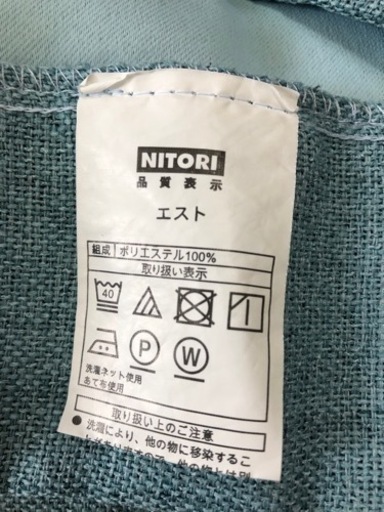 NITORI
品質表示
エスト
組成 ポリエステル100%
取り扱い表示
40
P W
洗濯ネット使用
あて布使用
取り扱い上のご注意
● 洗濯により、他の物に移染するこ